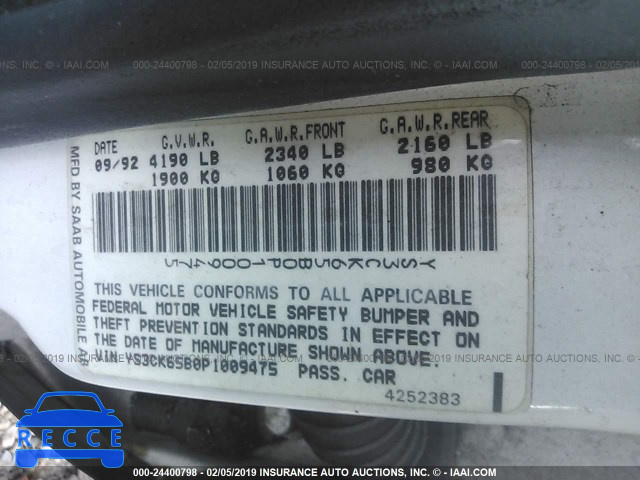 000-24400798 - 02/05/2019 INSURANCE AUTO AUCTIONS, INC. - © - IAAI.COM
MFD BY SAAB AUTOMOBILE AB
DATE G.V.W.R. G.A.W.R.FRONT G.A.W.R.REAR
09/92 4190 LB 2340 LB 2160 LB
1900 KG 1060 KG 980 KG
YS3CK65B0P1009475
THIS VEHICLE CONFORMS TO ALL APPLICABLE
FEDERAL MOTOR VEHICLE SAFETY BUMPER AND
THEFT PREVENTION STANDARDS IN EFFECT ON
THE DATE OF MANUFACTURE SHOWN ABOVE.
VIN YS3CK65B0P1009475 PASS. CAR
4252383
RECCE
000-24400798 - 02/05/2019 INSURANCE AUTO AUCTIONS, INC. - © - IAAI.COM